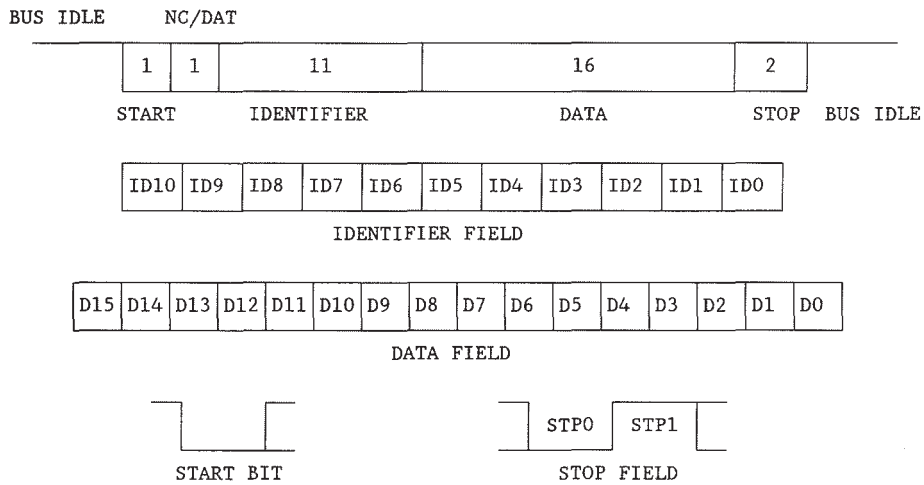 BUS IDLE NC/DAT
1 1 11 16 2
START IDENTIFIER DATA STOP BUS IDLE
ID10 ID9 ID8 ID7 ID6 ID5 ID4 ID3 ID2 ID1 ID0
IDENTIFIER FIELD
D15 D14 D13 D12 D11 D10 D9 D8 D7 D6 D5 D4 D3 D2 D1 D0
DATA FIELD
STP0 STP1
START BIT STOP FIELD